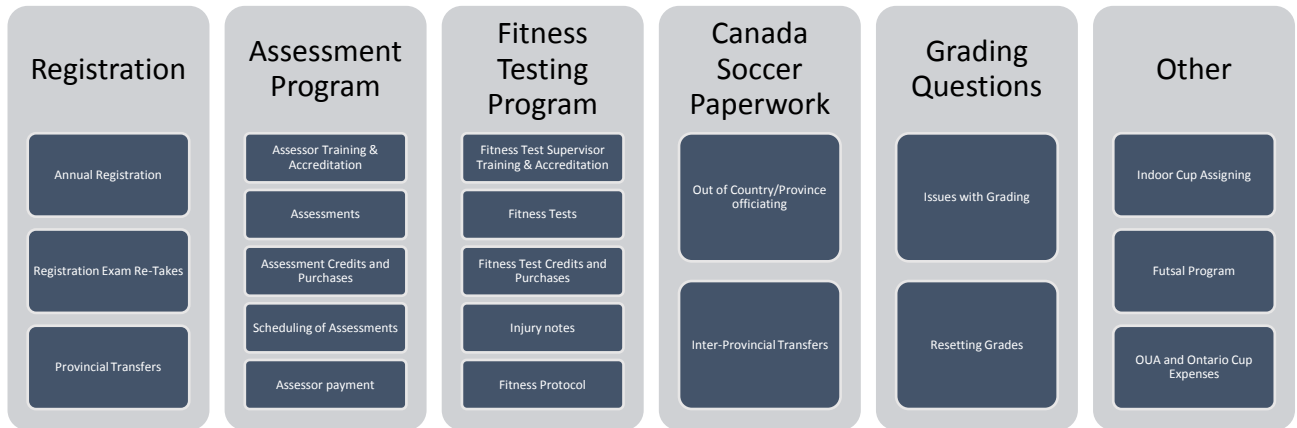 Registration
Annual Registration
Registration Exam Re-Takes
Provincial Transfers
Assessment
Program
Assessor Training &
Accreditation
Assessments
Assessment Credits and
Purchases
Scheduling of Assessments
Assessor payment
Fitness
Testing
Program
Fitness Test Supervisor
Training & Accreditation
Fitness Tests
Fitness Test Credits and
Purchases
Injury notes
Fitness Protocol
Canada
Soccer
Paperwork
Out of Country/Province
officiating
Inter-Provincial Transfers
Grading
Questions
Issues with Grading
Resetting Grades
Other
Indoor Cup Assigning
Futsal Program
OUA and Ontario Cup
Expenses